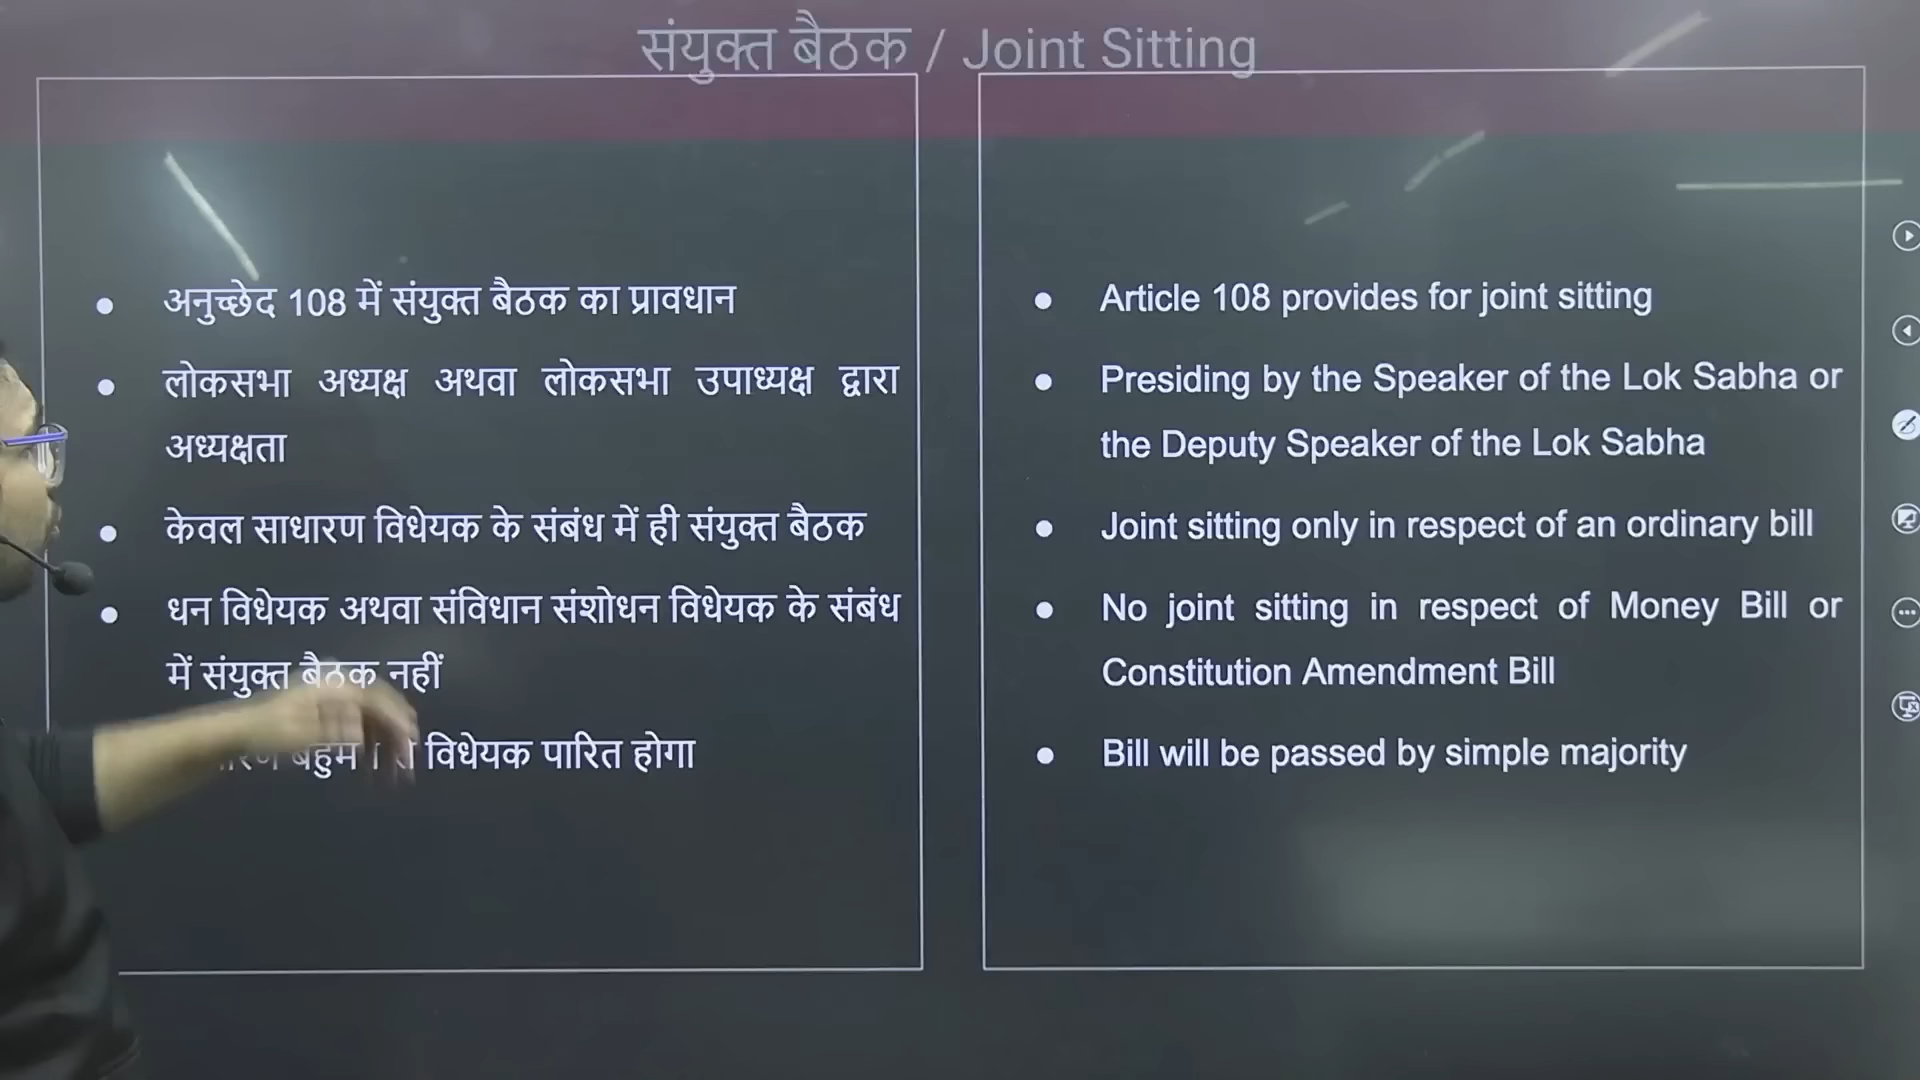 संयुक्त बैठक / Joint Sitting
• अनुच्छेद 108 में संयुक्त बैठक का प्रावधान
• लोकसभा अध्यक्ष अथवा लोकसभा उपाध्यक्ष द्वारा
अध्यक्षता
• केवल साधारण विधेयक के संबंध में ही संयुक्त बैठक
• धन विधेयक अथवा संविधान संशोधन विधेयक के संबंध
में संयुक्त बैठक नहीं
विधेयक पारित होगा
• Article 108 provides for joint sitting
• Presiding by the Speaker of the Lok Sabha or
the Deputy Speaker of the Lok Sabha
• Joint sitting only in respect of an ordinary bill
• No joint sitting in respect of Money Bill or
Constitution Amendment Bill
• Bill will be passed by simple majority